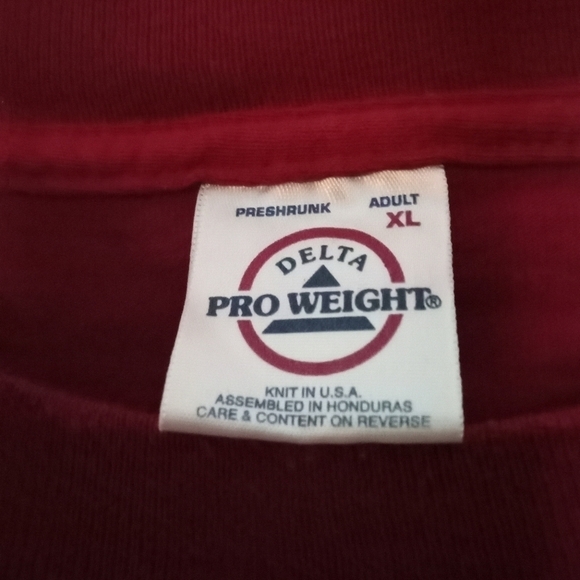 PRESHRUNK ADULT
XL
DELTA
PRO WEIGHT®
KNIT IN U.S.A.
ASSEMBLED IN HONDURAS
CARE & CONTENT ON REVERSE